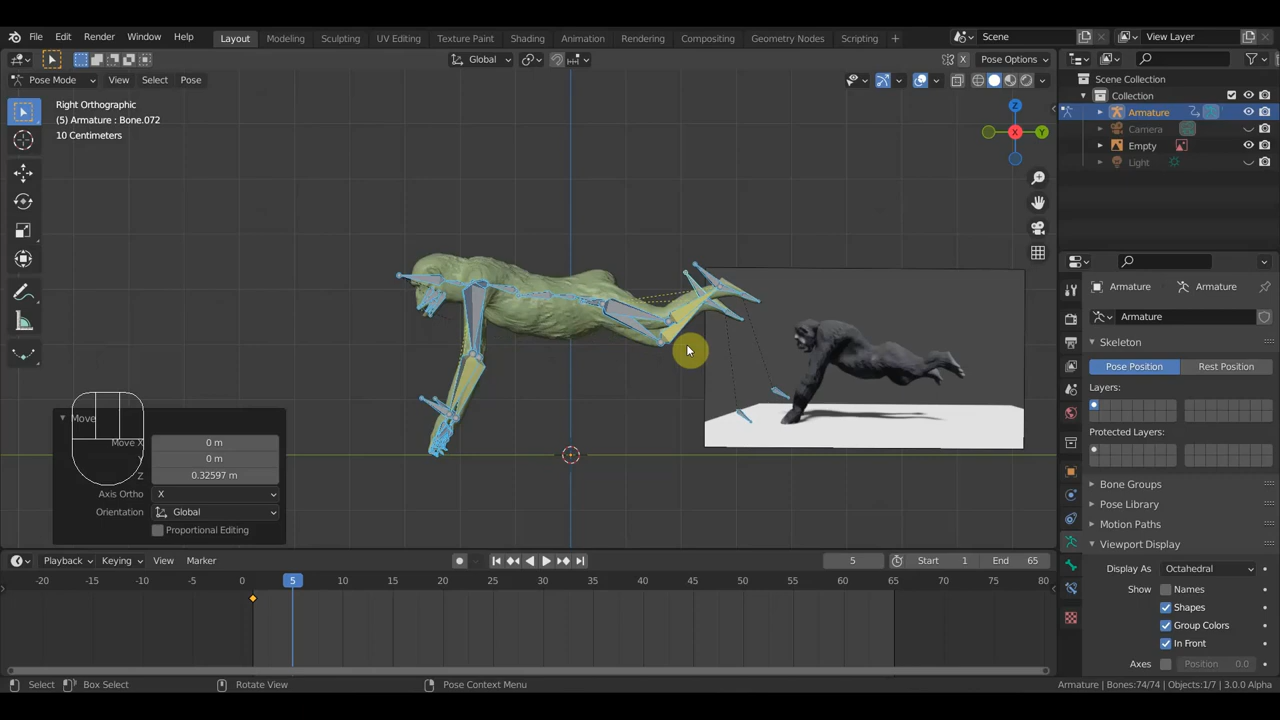 File Edit Render Window Help Layout Modeling Sculpting UV Editing Texture Paint Shading Animation Rendering Compositing Geometry Nodes Scripting + Scene View Layer
Global Pose Options
Pose Mode View Select Pose
Right Orthographic
(5) Armature : Bone.072
10 Centimeters
Z
X
Y
Scene Collection
Collection
Armature
Camera
Empty
Light
Armature Armature
Armature
Skeleton
Pose Position Rest Position
Layers:
Protected Layers:
Bone Groups
Pose Library
Motion Paths
Viewport Display
Display As Octahedral
Show Names
Shapes
Group Colors
In Front
Axes Position 0.0
Move
Move X 0 m
Y 0 m
Z 0.32597 m
Axis Ortho X
Orientation Global
Proportional Editing
Playback Keying View Marker 5 Start 1 End 65
-20 -10 0 5 10 15 20 25 30 35 40 45 50 55 60 65 70 75 80
Select Box Select Rotate View Pose Context Menu Armature | Bones:74/74 | Objects:1/7 | 3.0.0 Alpha